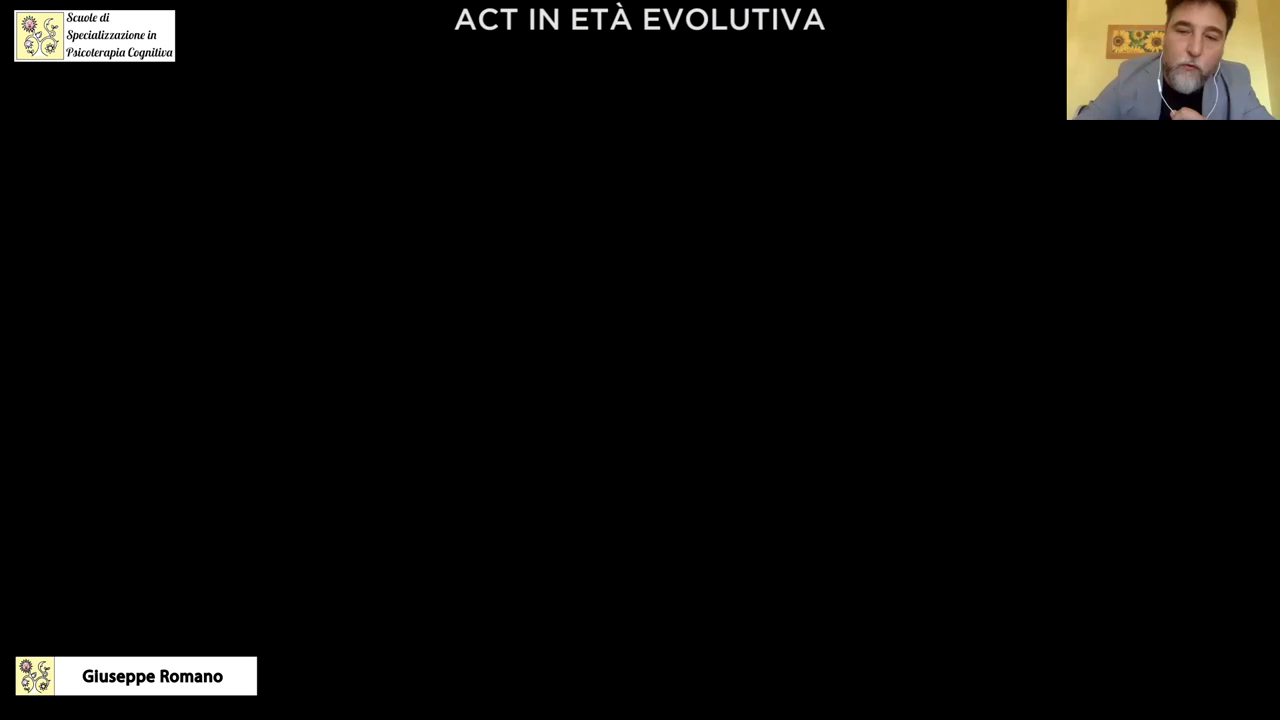 Scuole di
Specializzazione in
Psicoterapia Cognitiva
ACT IN ETÀ EVOLUTIVA
Giuseppe Romano